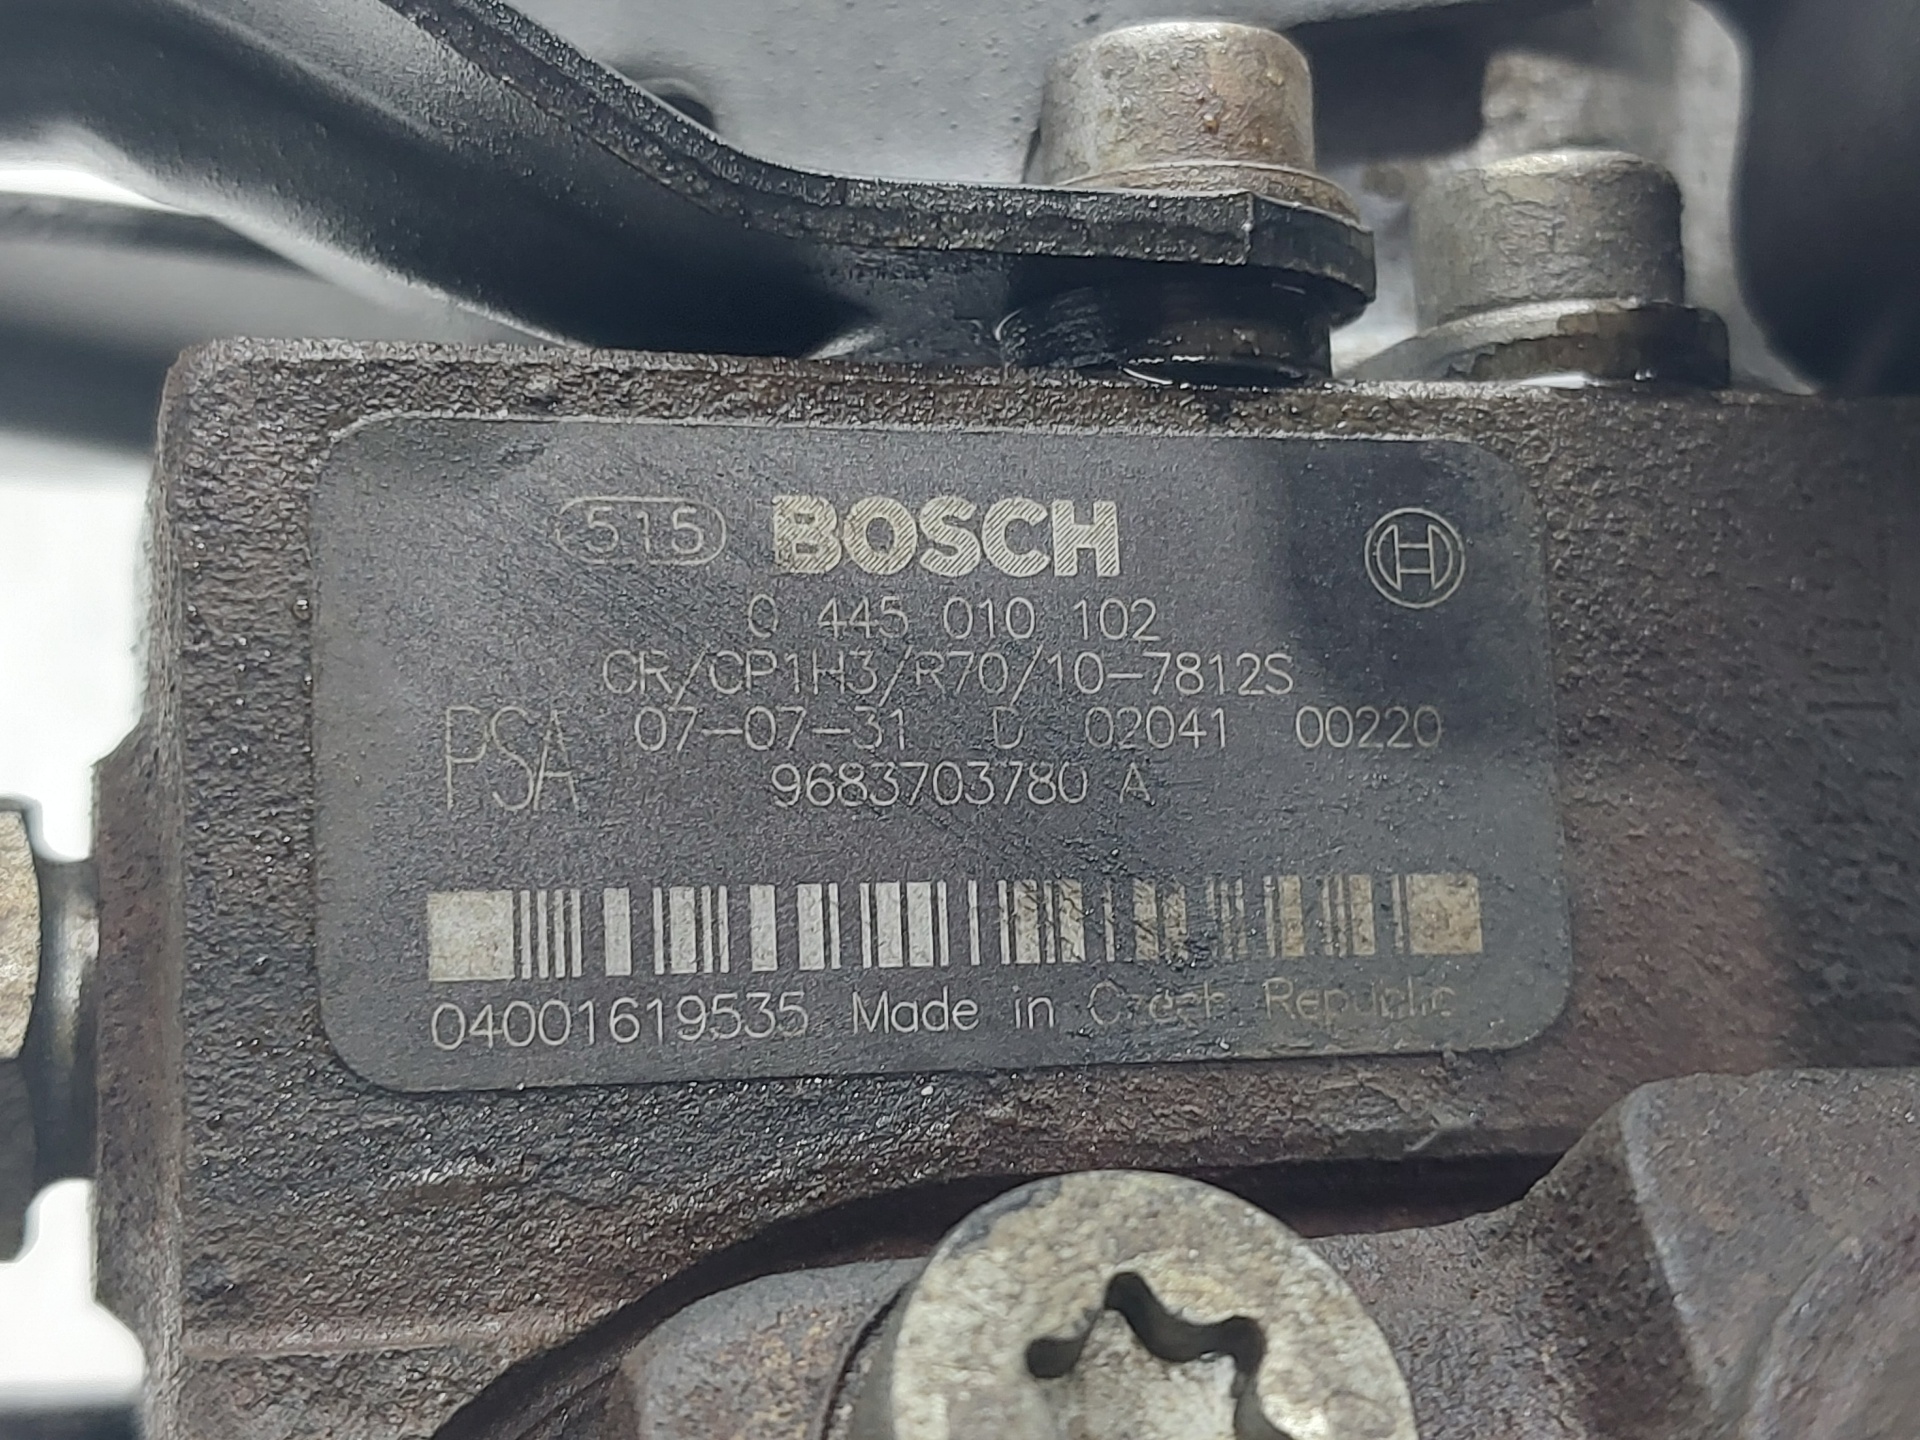 515 BOSCH
0 445 010 102
CR/CP1H3/R70/10-7812S
PSA 07-07-31 D 02041 00220
9683703780 A
04001619535 Made in Czech Republic